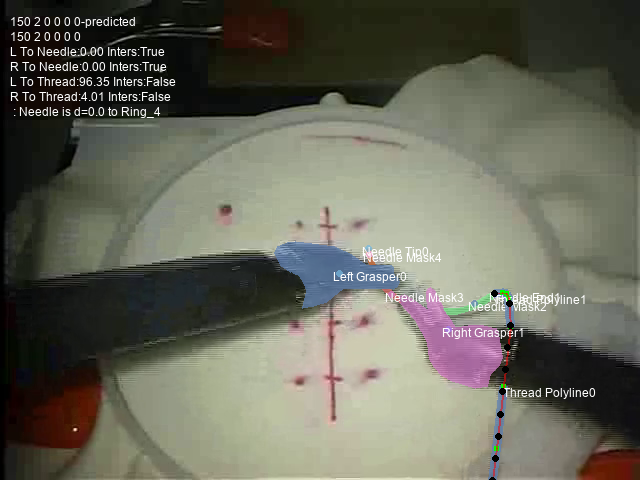 150 2 0 0 0 0-predicted
150 2 0 0 0 0
L To Needle:0.00 Inters:True
R To Needle:0.00 Inters:True
L To Thread:96.35 Inters:False
R To Thread:4.01 Inters:False
: Needle is d=0.0 to Ring_4
Needle Tip0
Needle Mask4
Left Grasper0
Needle Mask3
Needle Mask2
Right Grasper1
Thread Polyline0